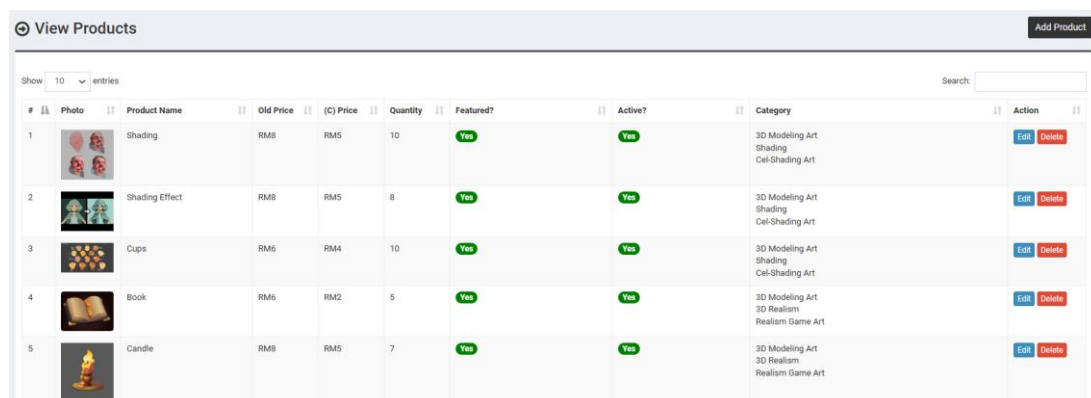 View Products
Add Product
Show 10 entries
Search:
# Photo Product Name Old Price (C) Price Quantity Featured? Active? Category Action
1 Shading RM8 RM5 10 Yes Yes 3D Modeling Art Edit Delete
Shading
Cel-Shading Art
2 Shading Effect RM8 RM5 8 Yes Yes 3D Modeling Art Edit Delete
Shading
Cel-Shading Art
3 Cups RM6 RM4 10 Yes Yes 3D Modeling Art Edit Delete
Shading
Cel-Shading Art
4 Book RM6 RM2 5 Yes Yes 3D Modeling Art Edit Delete
3D Realism
Realism Game Art
5 Candle RM8 RM5 7 Yes Yes 3D Modeling Art Edit Delete
3D Realism
Realism Game Art